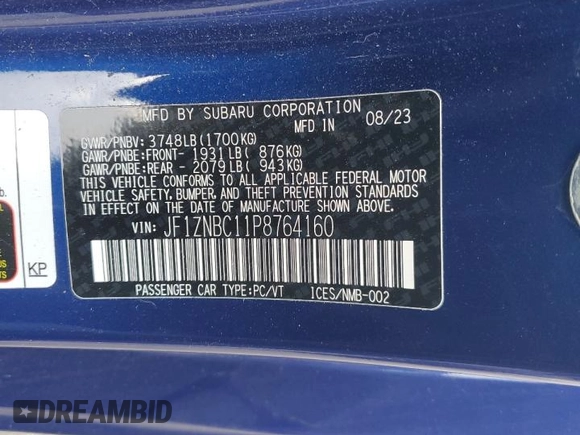 MFD BY SUBARU CORPORATION
MFD IN 08/23
GVWR/PNBV: 3748LB(1700KG)
GAWR/PNBE:FRONT- 1931LB( 876KG)
GAWR/PNBE:REAR - 2079LB( 943KG)
THIS VEHICLE CONFORMS TO ALL APPLICABLE FEDERAL MOTOR
VEHICLE SAFETY, BUMPER, AND THEFT PREVENTION STANDARDS
IN EFFECT ON THE DATE OF MANUFACTURE SHOWN ABOVE.
VIN: JF1ZNBC11P8764160
PASSENGER CAR TYPE:PC/VT ICES/NMB-002
b.
KP
DREAMBID